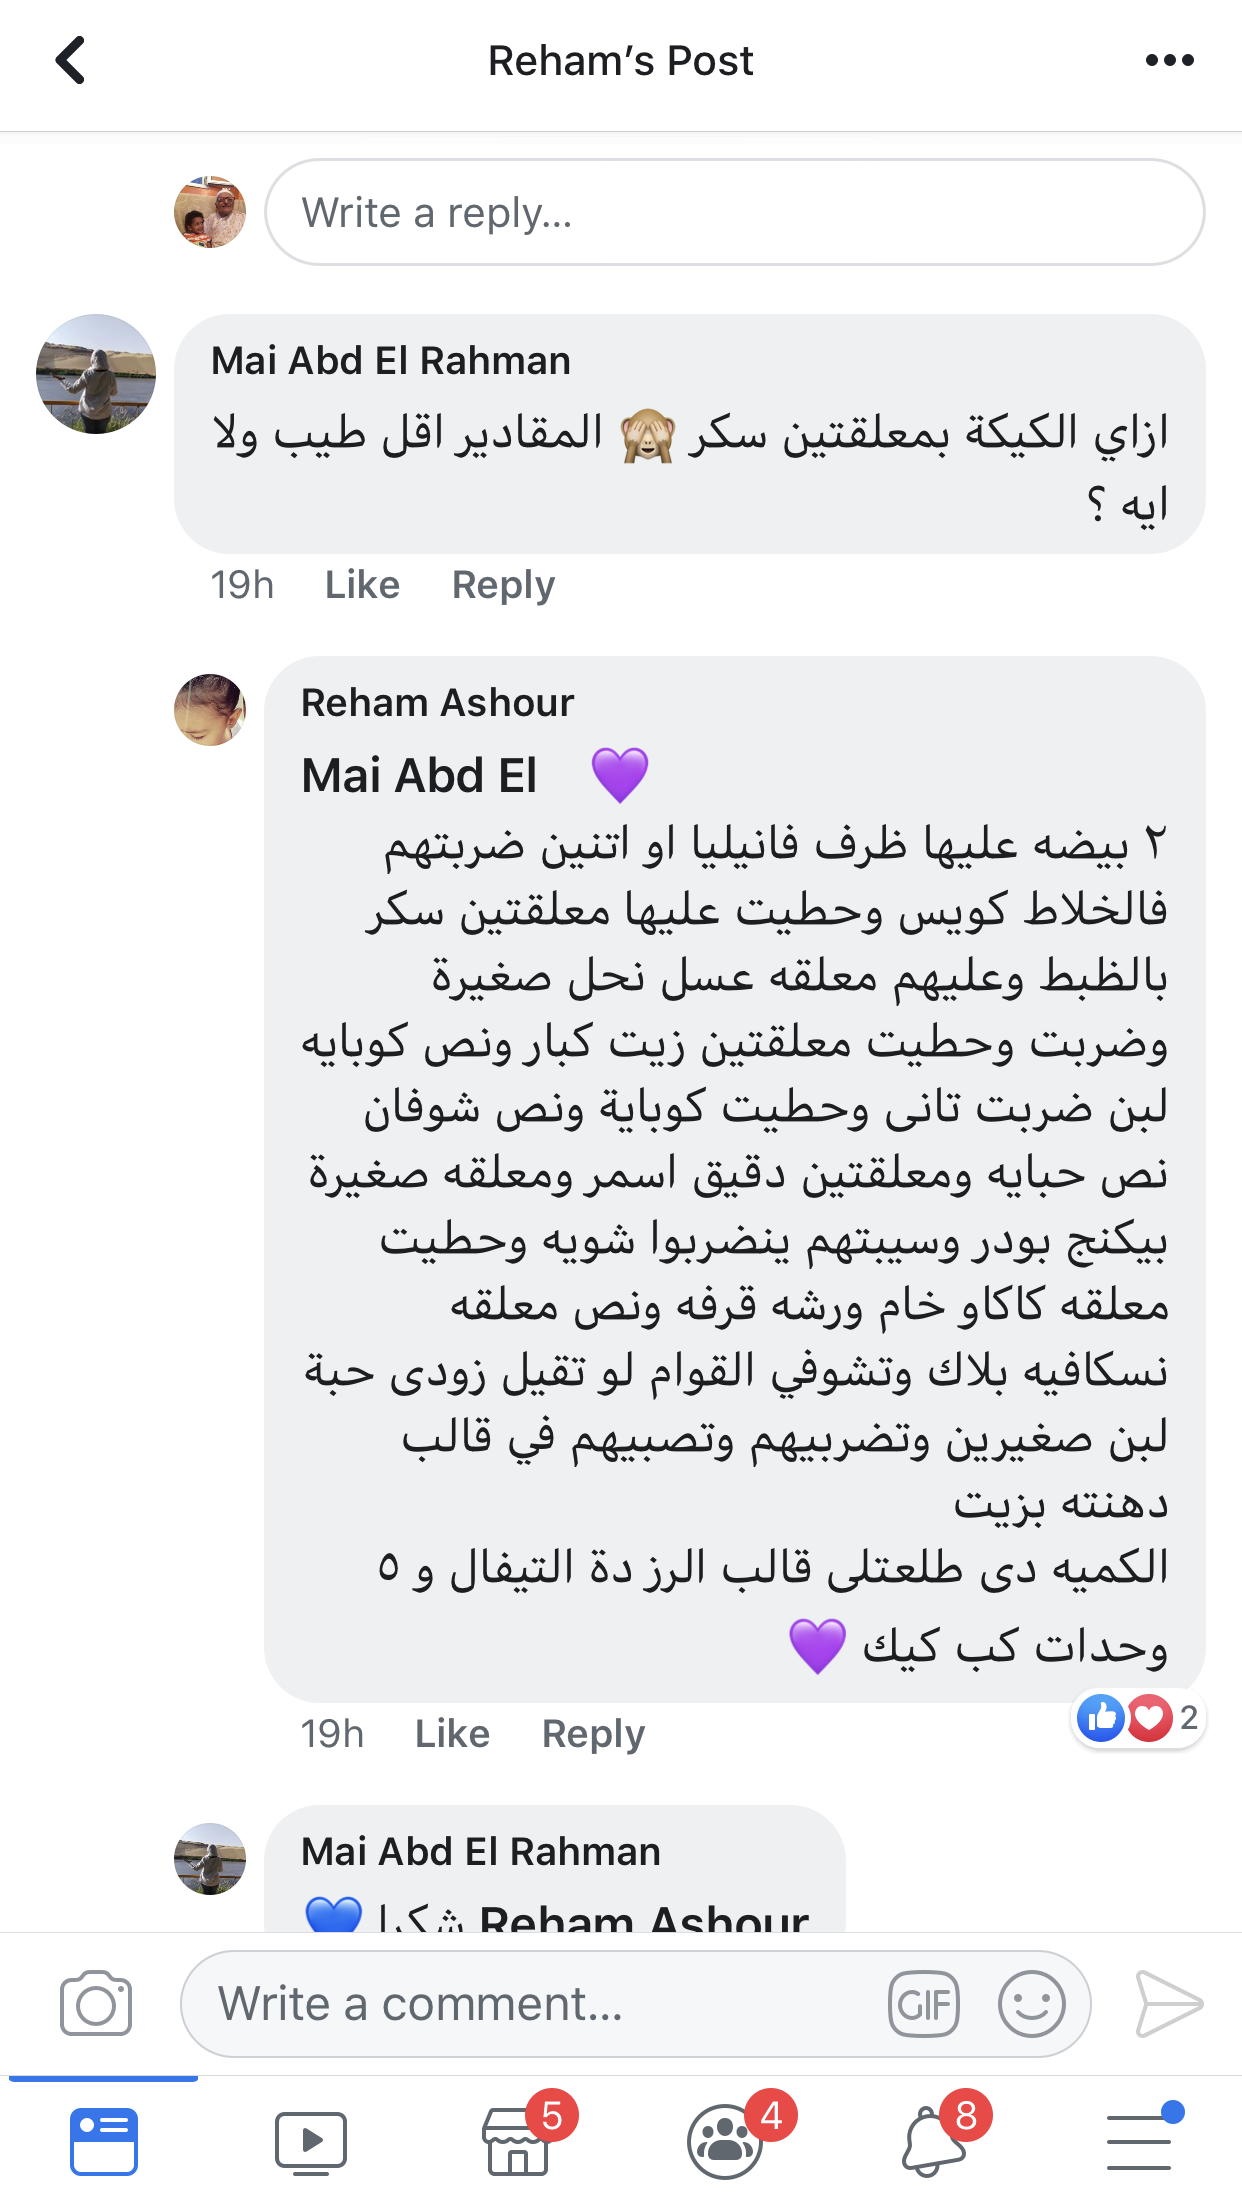 Reham's Post
Write a reply...
Mai Abd El Rahman
ازاي الكيكة بمعلقتين سكر 🙈 المقادير اقل طيب ولا
ايه ؟
19h Like Reply
Reham Ashour
Mai Abd El 💜
٢ بيضه عليها ظرف فانيليا او اتنين ضربتهم
فالخلاط كويس وحطيت عليها معلقتين سكر
بالظبط وعليهم معلقه عسل نحل صغيرة
وضربت وحطيت معلقتين زيت كبار ونص كوبايه
لبن ضربت تانى وحطيت كوباية ونص شوفان
نص حبايه ومعلقتين دقيق اسمر ومعلقه صغيرة
بيكنج بودر وسيبتهم ينضربوا شويه وحطيت
معلقه كاكاو خام ورشه قرفه ونص معلقه
نسكافيه بلاك وتشوفي القوام لو تقيل زودى حبة
لبن صغيرين وتضربيهم وتصبيهم في قالب
دهنته بزيت
الكميه دى طلعتلى قالب الرز دة التيفال و ٥
وحدات كب كيك 💜
19h Like Reply
2
Mai Abd El Rahman
Reham Ashour شكرا 💙
Write a comment...
GIF
5
4
8